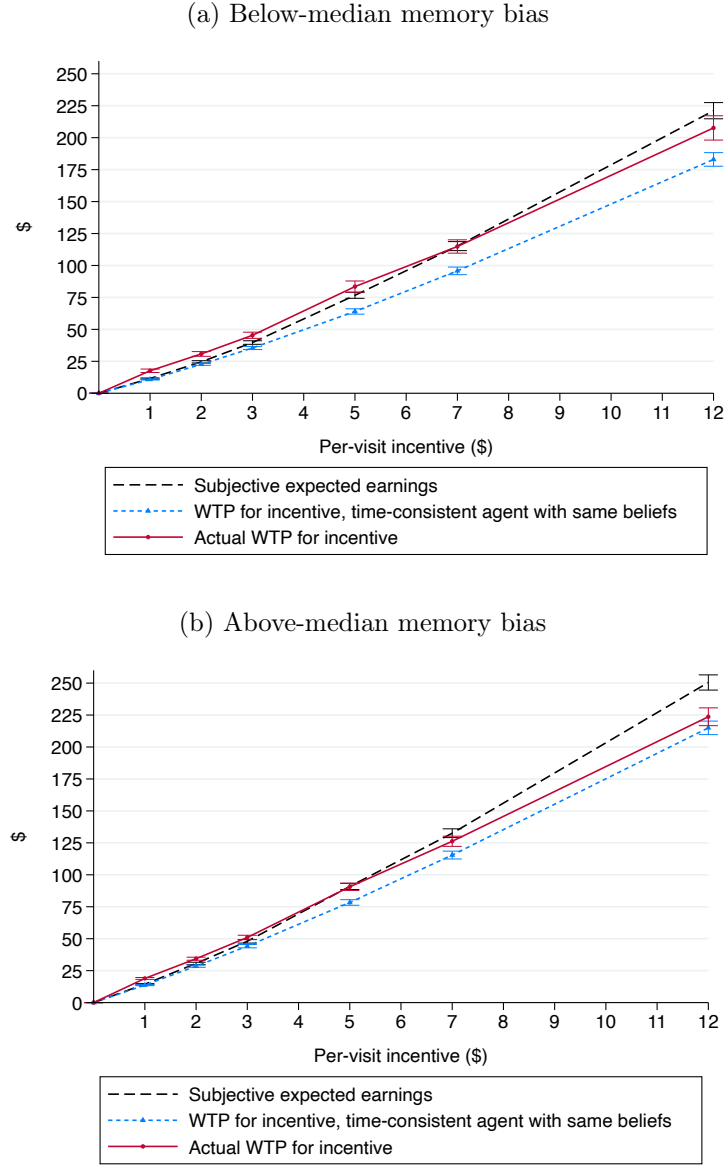 (a) Below-median memory bias
250
225
200
175
150
125
100
75
50
25
0
$
1 2 3 4 5 6 7 8 9 10 11 12
Per-visit incentive ($)
Subjective expected earnings
WTP for incentive, time-consistent agent with same beliefs
Actual WTP for incentive
(b) Above-median memory bias
250
225
200
175
150
125
100
75
50
25
0
$
1 2 3 4 5 6 7 8 9 10 11 12
Per-visit incentive ($)
Subjective expected earnings
WTP for incentive, time-consistent agent with same beliefs
Actual WTP for incentive